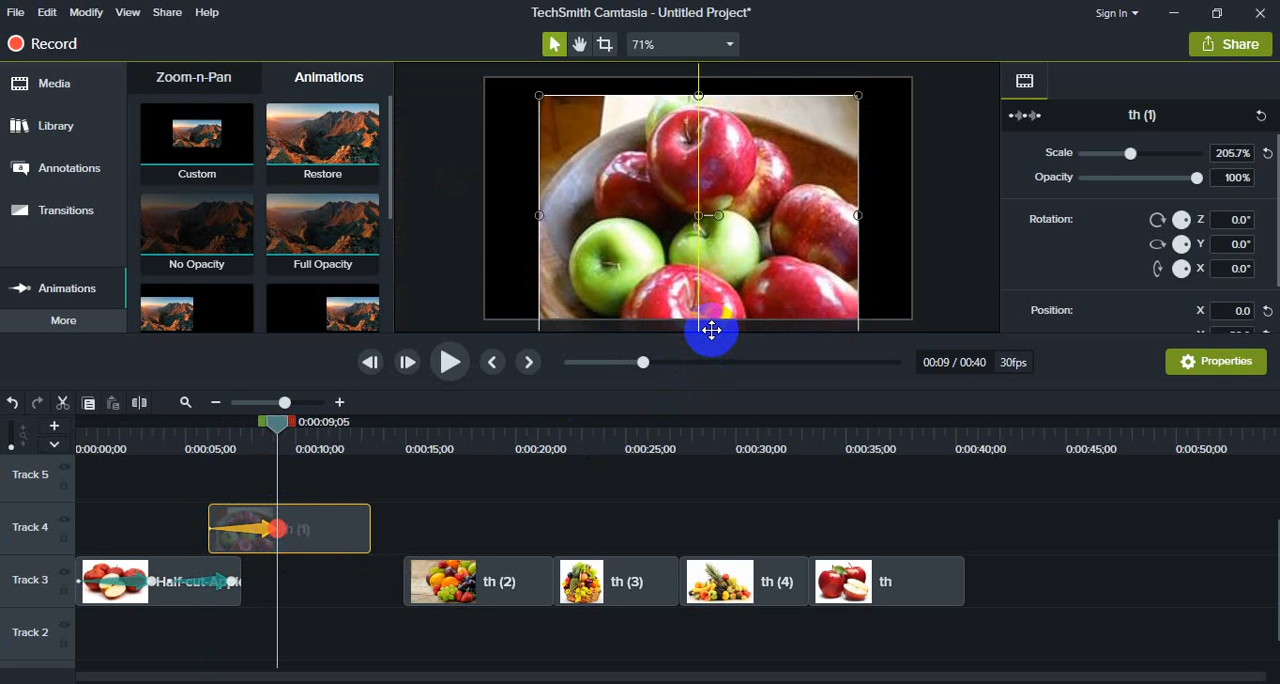 File Edit Modify View Share Help
TechSmith Camtasia - Untitled Project*
Sign In
Record
71%
Share
Media
Library
Annotations
Transitions
Animations
More
Zoom-n-Pan
Animations
Custom
Restore
No Opacity
Full Opacity
th (1)
Scale 205.7%
Opacity 100%
Rotation: Z 0.0°
Y 0.0°
X 0.0°
Position: X 0.0
00:09 / 00:40 30fps
Properties
0:00:09;05
0:00:00;00 0:00:05;00 0:00:10;00 0:00:15;00 0:00:20;00 0:00:25;00 0:00:30;00 0:00:35;00 0:00:40;00 0:00:45;00 0:00:50;00
Track 5
Track 4
th (1)
Track 3
Half-cut-Apple
th (2)
th (3)
th (4)
th
Track 2